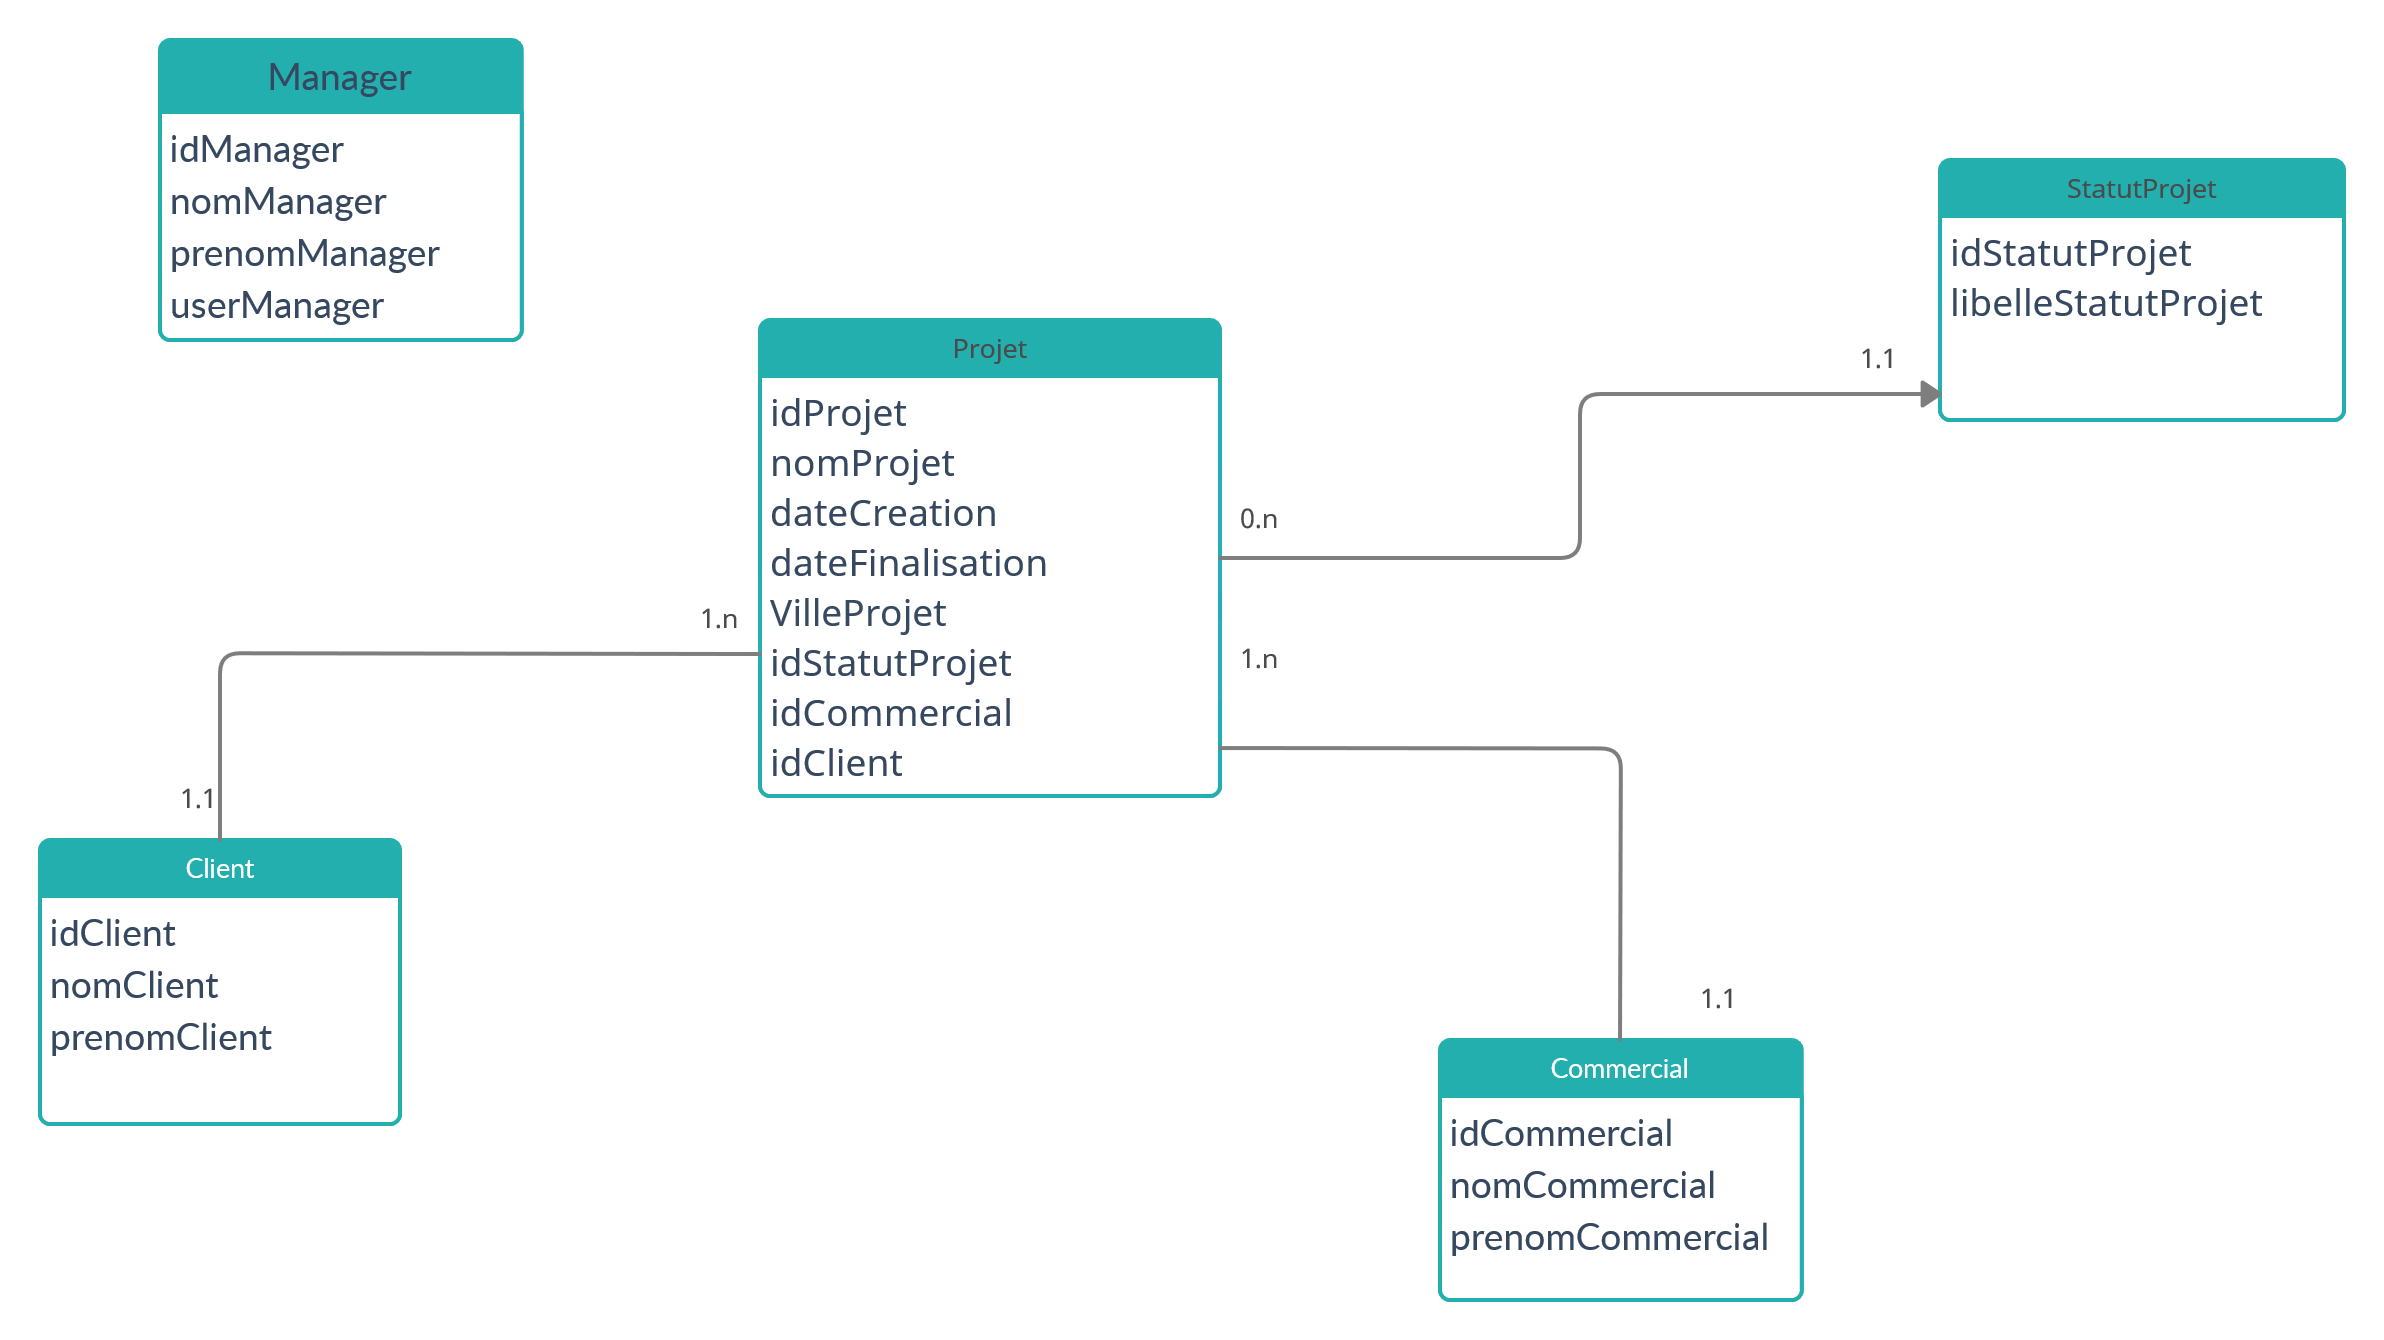 Manager
idManager
nomManager
prenomManager
userManager
StatutProjet
idStatutProjet
libelleStatutProjet
1.1
Projet
idProjet
nomProjet
dateCreation
dateFinalisation
VilleProjet
idStatutProjet
idCommercial
idClient
0.n
1.n
1.n
1.1
Client
idClient
nomClient
prenomClient
1.1
Commercial
idCommercial
nomCommercial
prenomCommercial